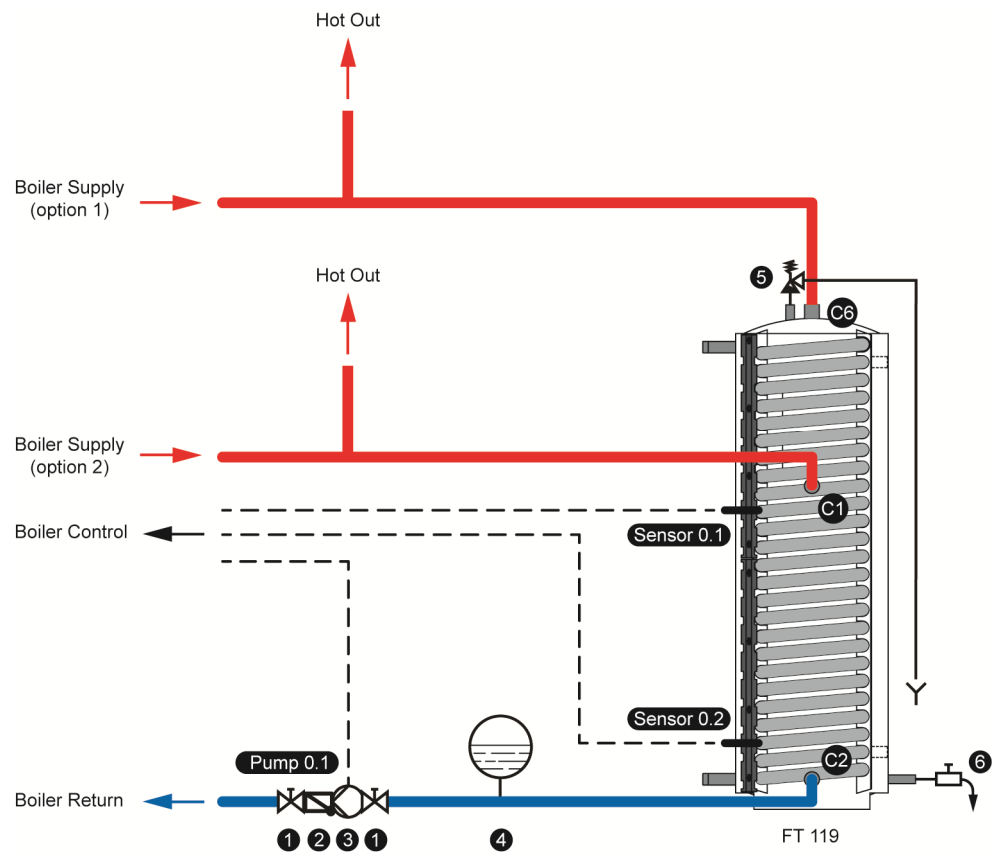 Hot Out
Boiler Supply
(option 1)
Hot Out
5
C6
Boiler Supply
(option 2)
C1
Boiler Control
Sensor 0.1
Sensor 0.2
Pump 0.1
C2
6
Boiler Return
1
2
3
1
4
FT 119